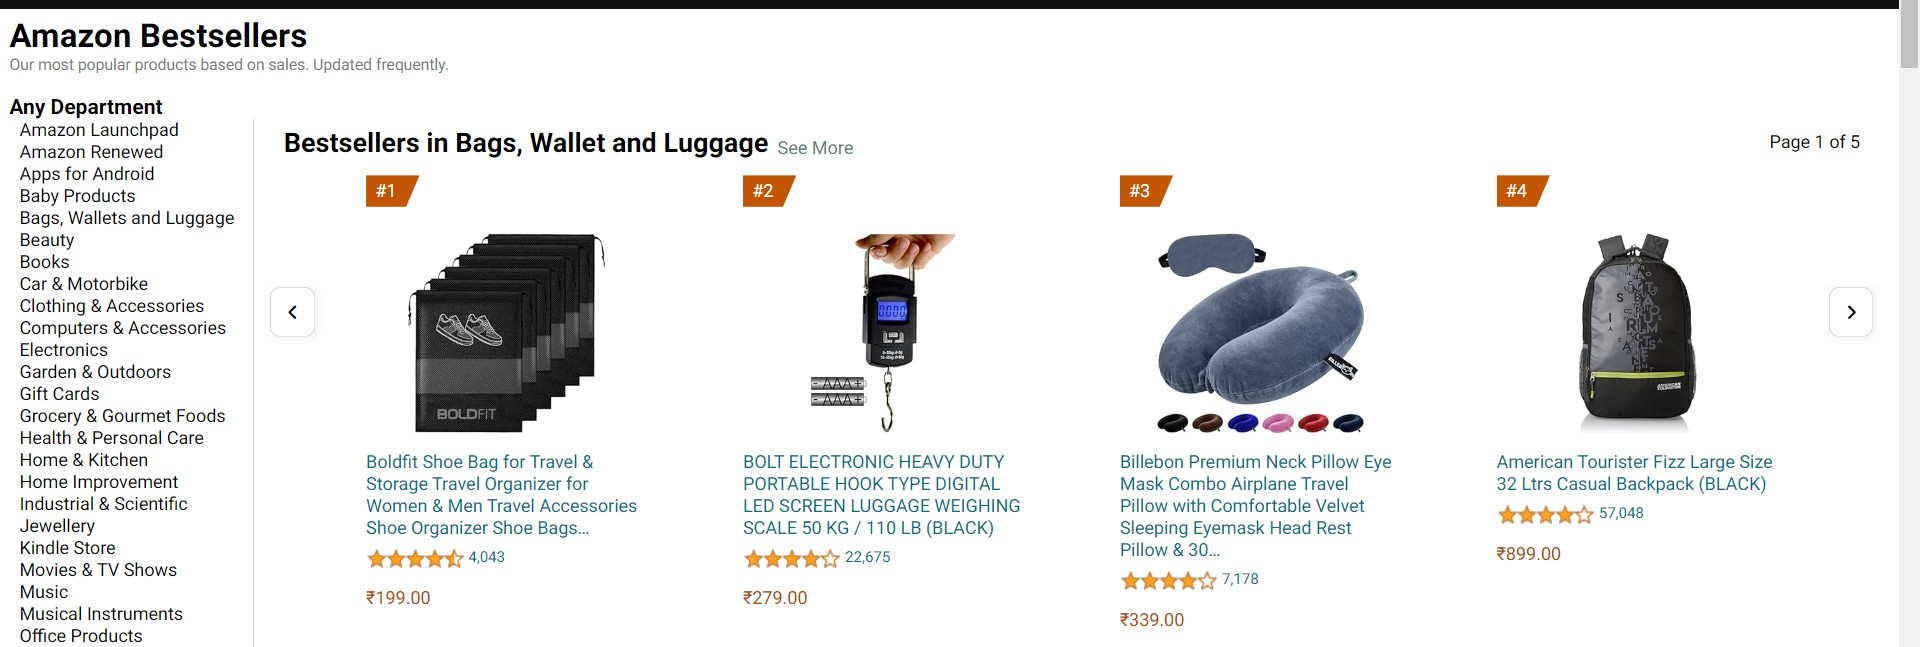 Amazon Bestsellers
Our most popular products based on sales. Updated frequently.
Any Department
Amazon Launchpad
Amazon Renewed
Apps for Android
Baby Products
Bags, Wallets and Luggage
Beauty
Books
Car & Motorbike
Clothing & Accessories
Computers & Accessories
Electronics
Garden & Outdoors
Gift Cards
Grocery & Gourmet Foods
Health & Personal Care
Home & Kitchen
Home Improvement
Industrial & Scientific
Jewellery
Kindle Store
Movies & TV Shows
Music
Musical Instruments
Office Products
Bestsellers in Bags, Wallet and Luggage See More
Page 1 of 5
#1
BOLDFIT
Boldfit Shoe Bag for Travel &
Storage Travel Organizer for
Women & Men Travel Accessories
Shoe Organizer Shoe Bags...
4,043
₹199.00
#2
0.000
- AAA +
- AAA +
BOLT ELECTRONIC HEAVY DUTY
PORTABLE HOOK TYPE DIGITAL
LED SCREEN LUGGAGE WEIGHING
SCALE 50 KG / 110 LB (BLACK)
22,675
₹279.00
#3
Billebon Premium Neck Pillow Eye
Mask Combo Airplane Travel
Pillow with Comfortable Velvet
Sleeping Eyemask Head Rest
Pillow & 30...
7,178
₹339.00
#4
AMERICAN
TOURISTER
American Tourister Fizz Large Size
32 Ltrs Casual Backpack (BLACK)
57,048
₹899.00